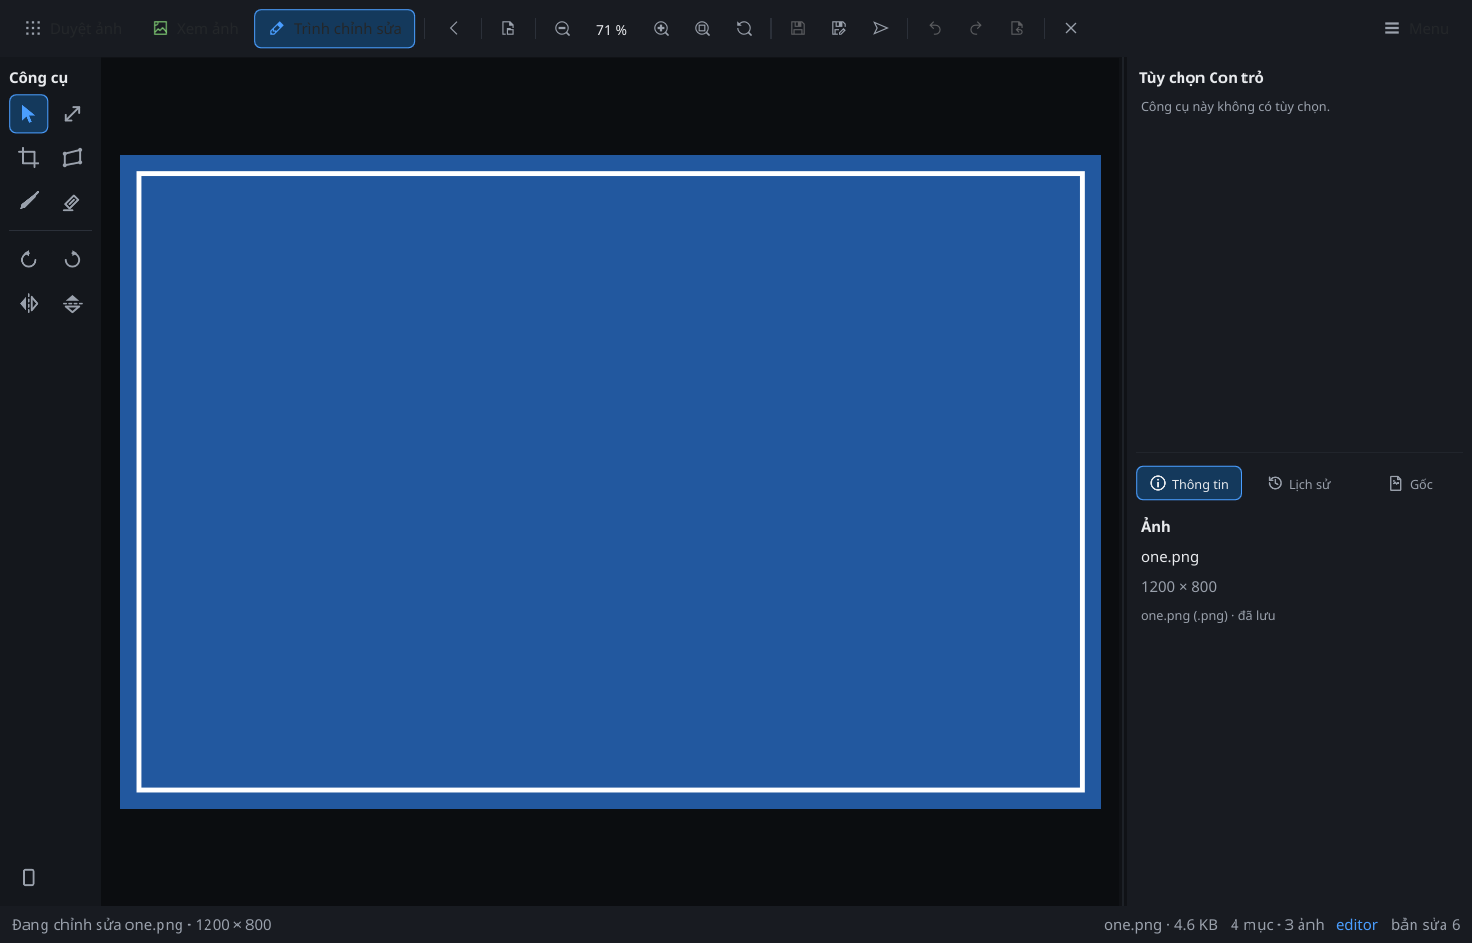 Duyệt ảnh Xem ảnh Trình chỉnh sửa 71 % Menu
Công cụ
Tùy chọn Con trỏ
Công cụ này không có tùy chọn.
Thông tin Lịch sử Gốc
Ảnh
one.png
1200 × 800
one.png (.png) · đã lưu
Đang chỉnh sửa one.png · 1200 × 800
one.png · 4.6 KB 4 mục · 3 ảnh editor bản sửa 6